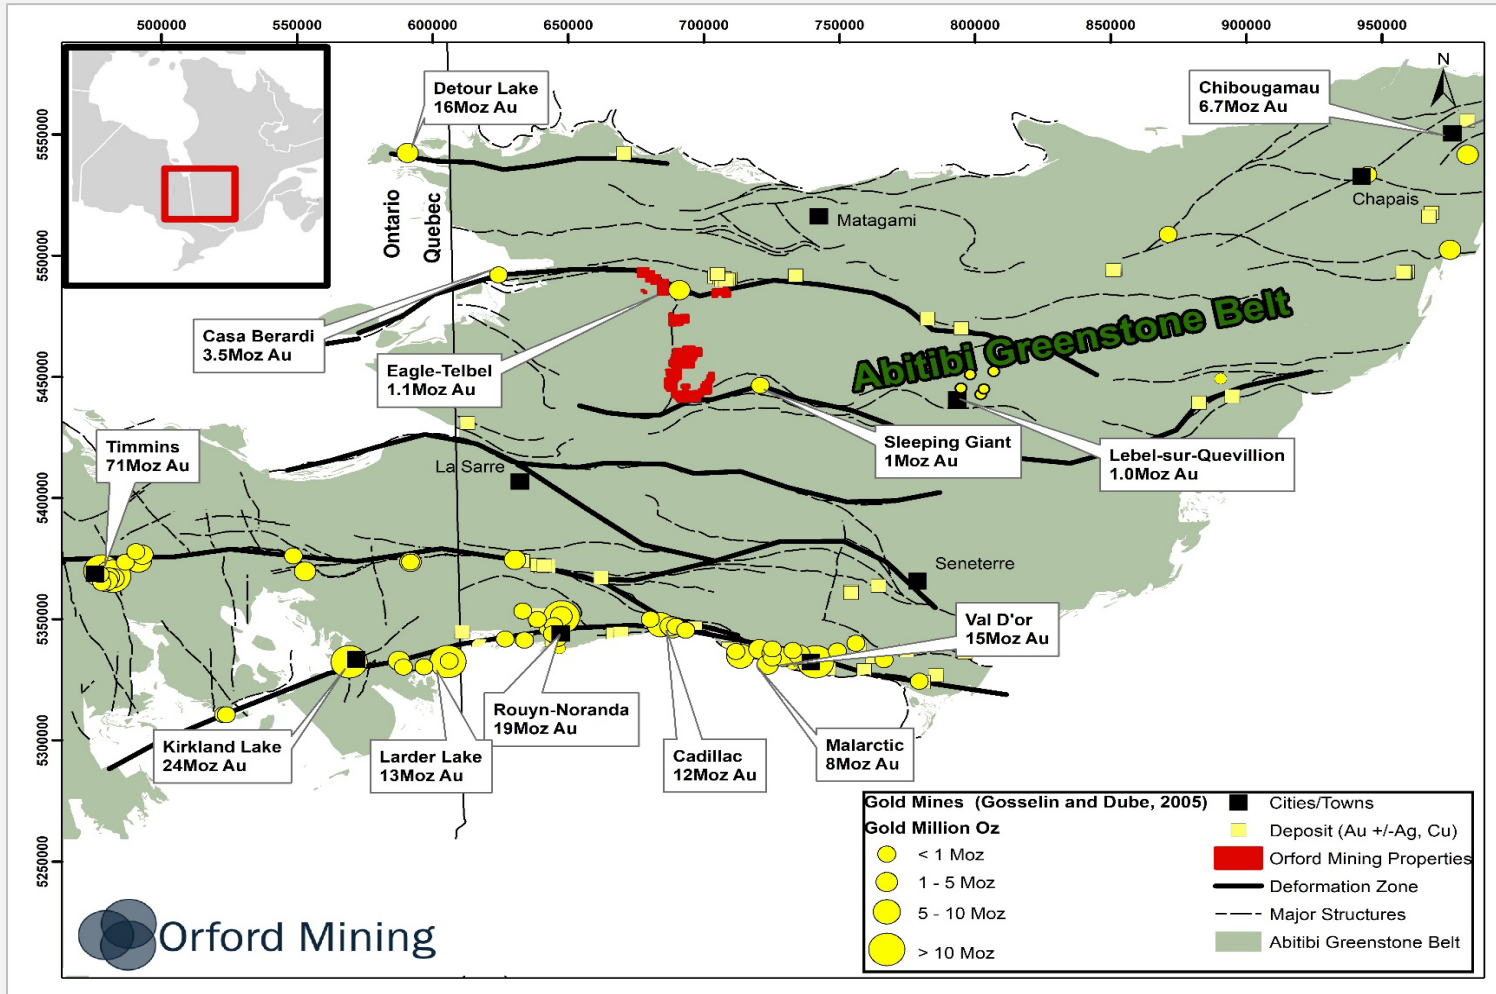 500000
550000
600000
650000
700000
750000
800000
850000
900000
950000
5550000
5500000
5450000
5400000
5350000
5300000
5250000
N
Detour Lake
16Moz Au
Chibougamau
6.7Moz Au
Chapais
Ontario
Quebec
Matagami
Casa Berardi
3.5Moz Au
Eagle-Telbel
1.1Moz Au
Abitibi Greenstone Belt
Sleeping Giant
1Moz Au
Lebel-sur-Quevillion
1.0Moz Au
Timmins
71Moz Au
La Sarre
Seneterre
Val D'or
15Moz Au
Rouyn-Noranda
19Moz Au
Kirkland Lake
24Moz Au
Larder Lake
13Moz Au
Cadillac
12Moz Au
Malarctic
8Moz Au
Gold Mines (Gosselin and Dube, 2005)
Gold Million Oz
< 1 Moz
1 - 5 Moz
5 - 10 Moz
> 10 Moz
Cities/Towns
Deposit (Au +/-Ag, Cu)
Orford Mining Properties
Deformation Zone
Major Structures
Abitibi Greenstone Belt
Orford Mining